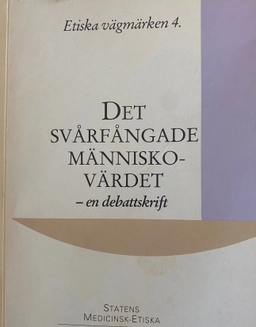 Etiska vägmärken 4.
DET
SVÅRFÅNGADE
MÄNNISKO-
VÄRDET
– en debattskrift
STATENS
MEDICINSK-ETISKA